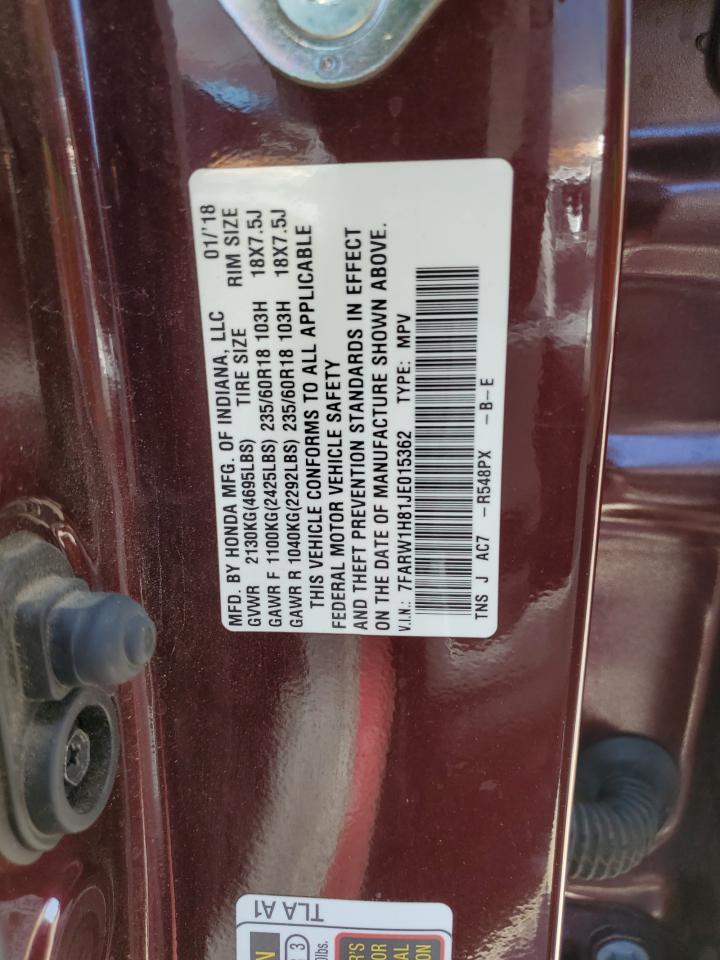 MFD. BY HONDA MFG. OF INDIANA, LLC 01/'18
GVWR 2130KG(4695LBS) TIRE SIZE RIM SIZE
GAWR F 1100KG(2425LBS) 235/60R18 103H 18X7.5J
GAWR R 1040KG(2292LBS) 235/60R18 103H 18X7.5J
THIS VEHICLE CONFORMS TO ALL APPLICABLE
FEDERAL MOTOR VEHICLE SAFETY
AND THEFT PREVENTION STANDARDS IN EFFECT
ON THE DATE OF MANUFACTURE SHOWN ABOVE.
V.I.N.: 7FARW1H81JE015362 TYPE: MPV
TNS J AC7 -R548PX -B-E
TLA A1